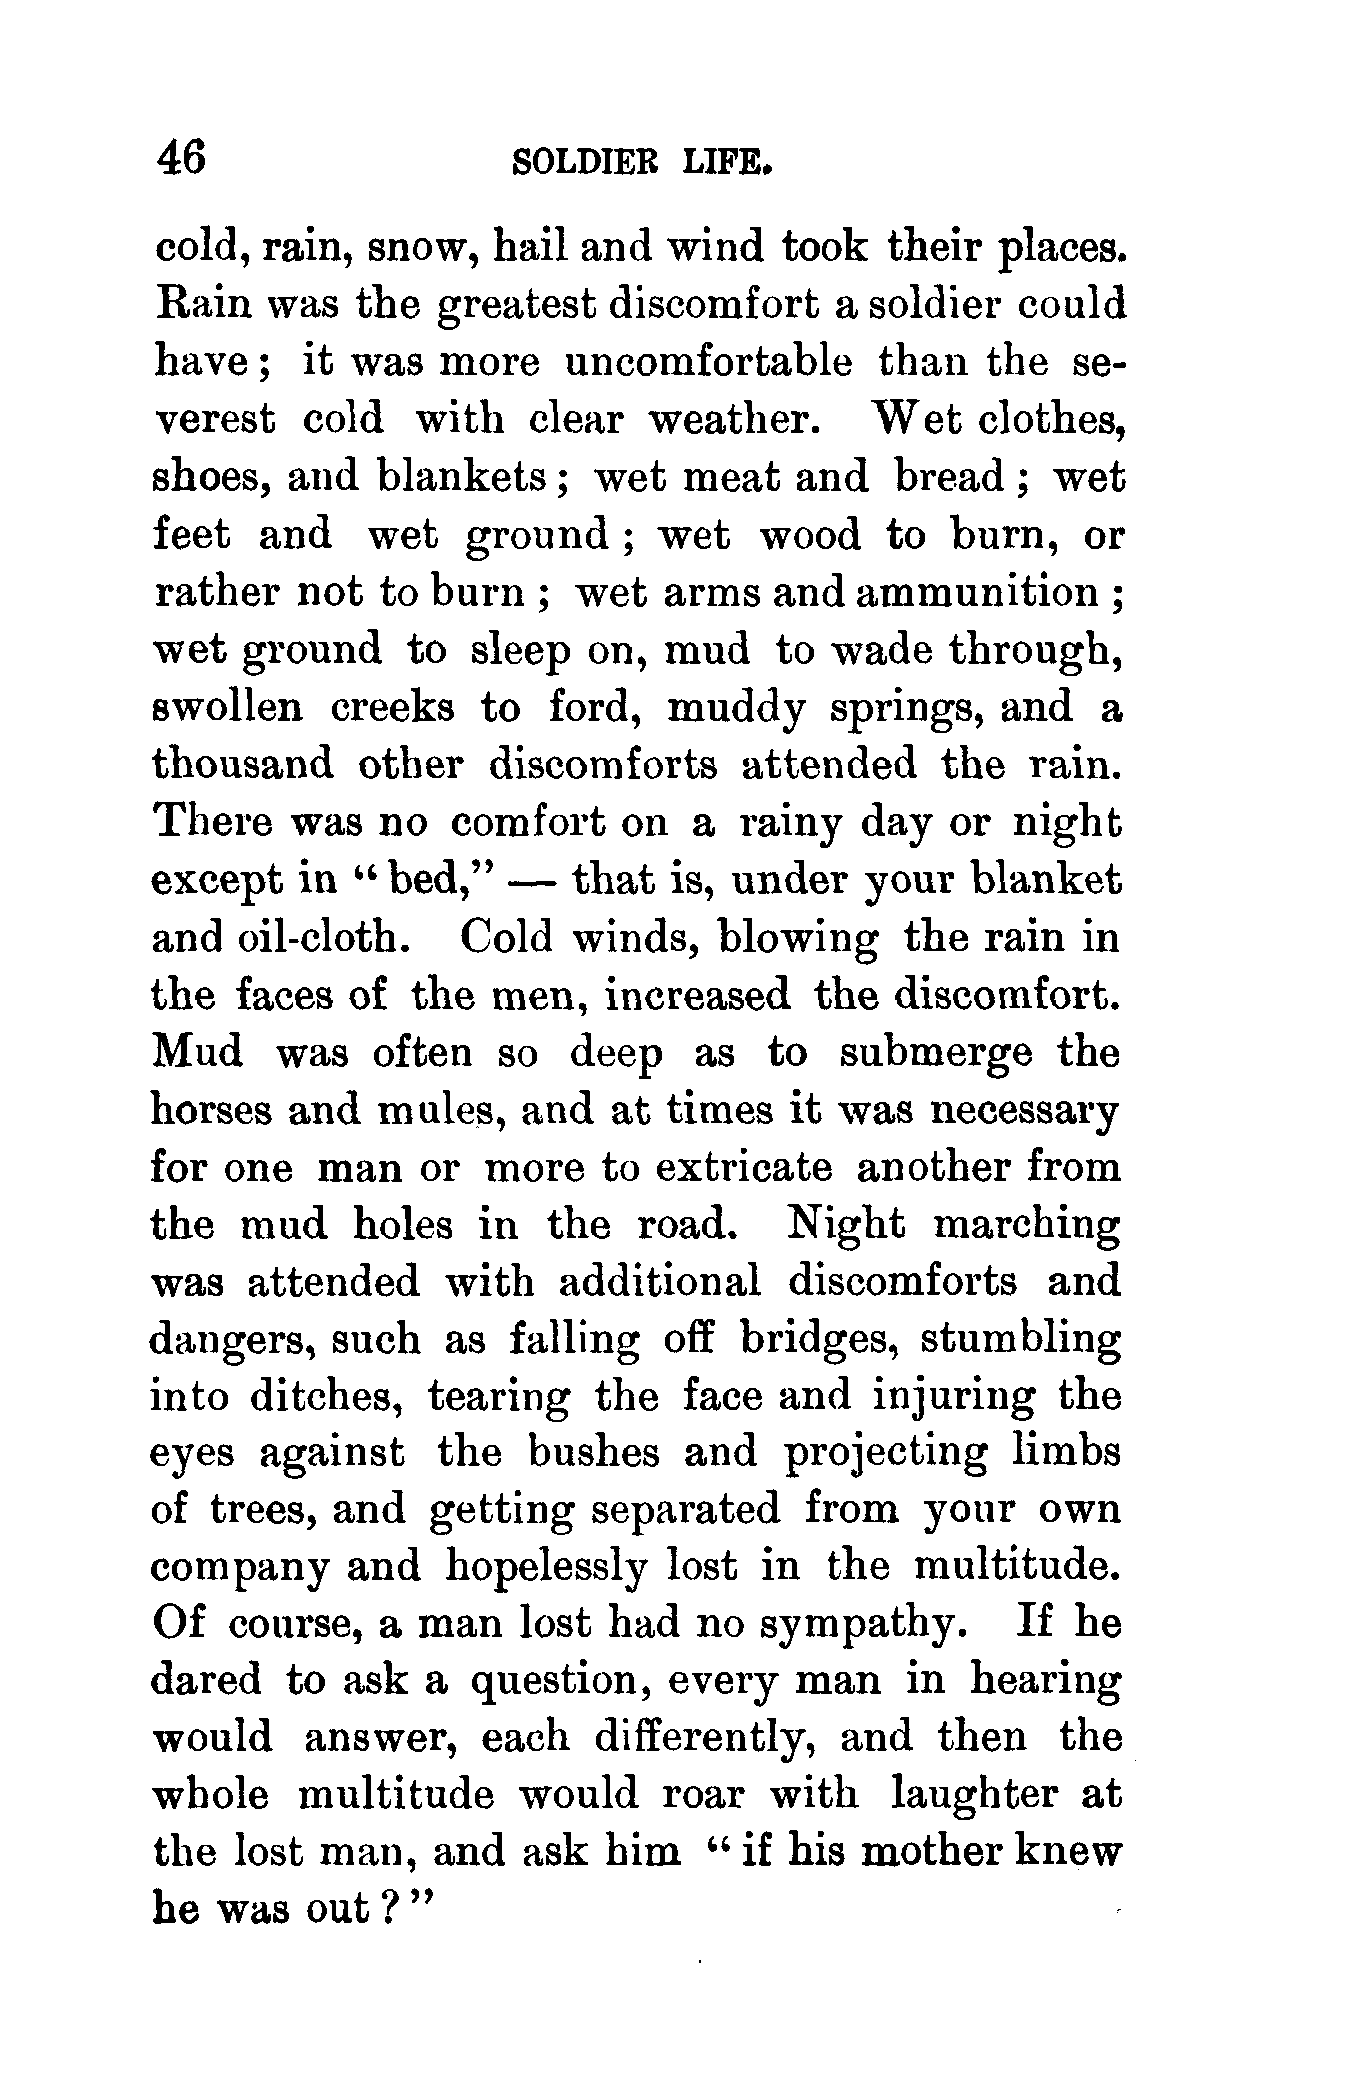 46 SOLDIER LIFE.
cold, rain, snow, hail and wind took their places.
Rain was the greatest discomfort a soldier could
have ; it was more uncomfortable than the se-
verest cold with clear weather. Wet clothes,
shoes, and blankets ; wet meat and bread ; wet
feet and wet ground ; wet wood to burn, or
rather not to burn ; wet arms and ammunition ;
wet ground to sleep on, mud to wade through,
swollen creeks to ford, muddy springs, and a
thousand other discomforts attended the rain.
There was no comfort on a rainy day or night
except in “ bed,” — that is, under your blanket
and oil-cloth. Cold winds, blowing the rain in
the faces of the men, increased the discomfort.
Mud was often so deep as to submerge the
horses and mules, and at times it was necessary
for one man or more to extricate another from
the mud holes in the road. Night marching
was attended with additional discomforts and
dangers, such as falling off bridges, stumbling
into ditches, tearing the face and injuring the
eyes against the bushes and projecting limbs
of trees, and getting separated from your own
company and hopelessly lost in the multitude.
Of course, a man lost had no sympathy. If he
dared to ask a question, every man in hearing
would answer, each differently, and then the
whole multitude would roar with laughter at
the lost man, and ask him “ if his mother knew
he was out ? ”